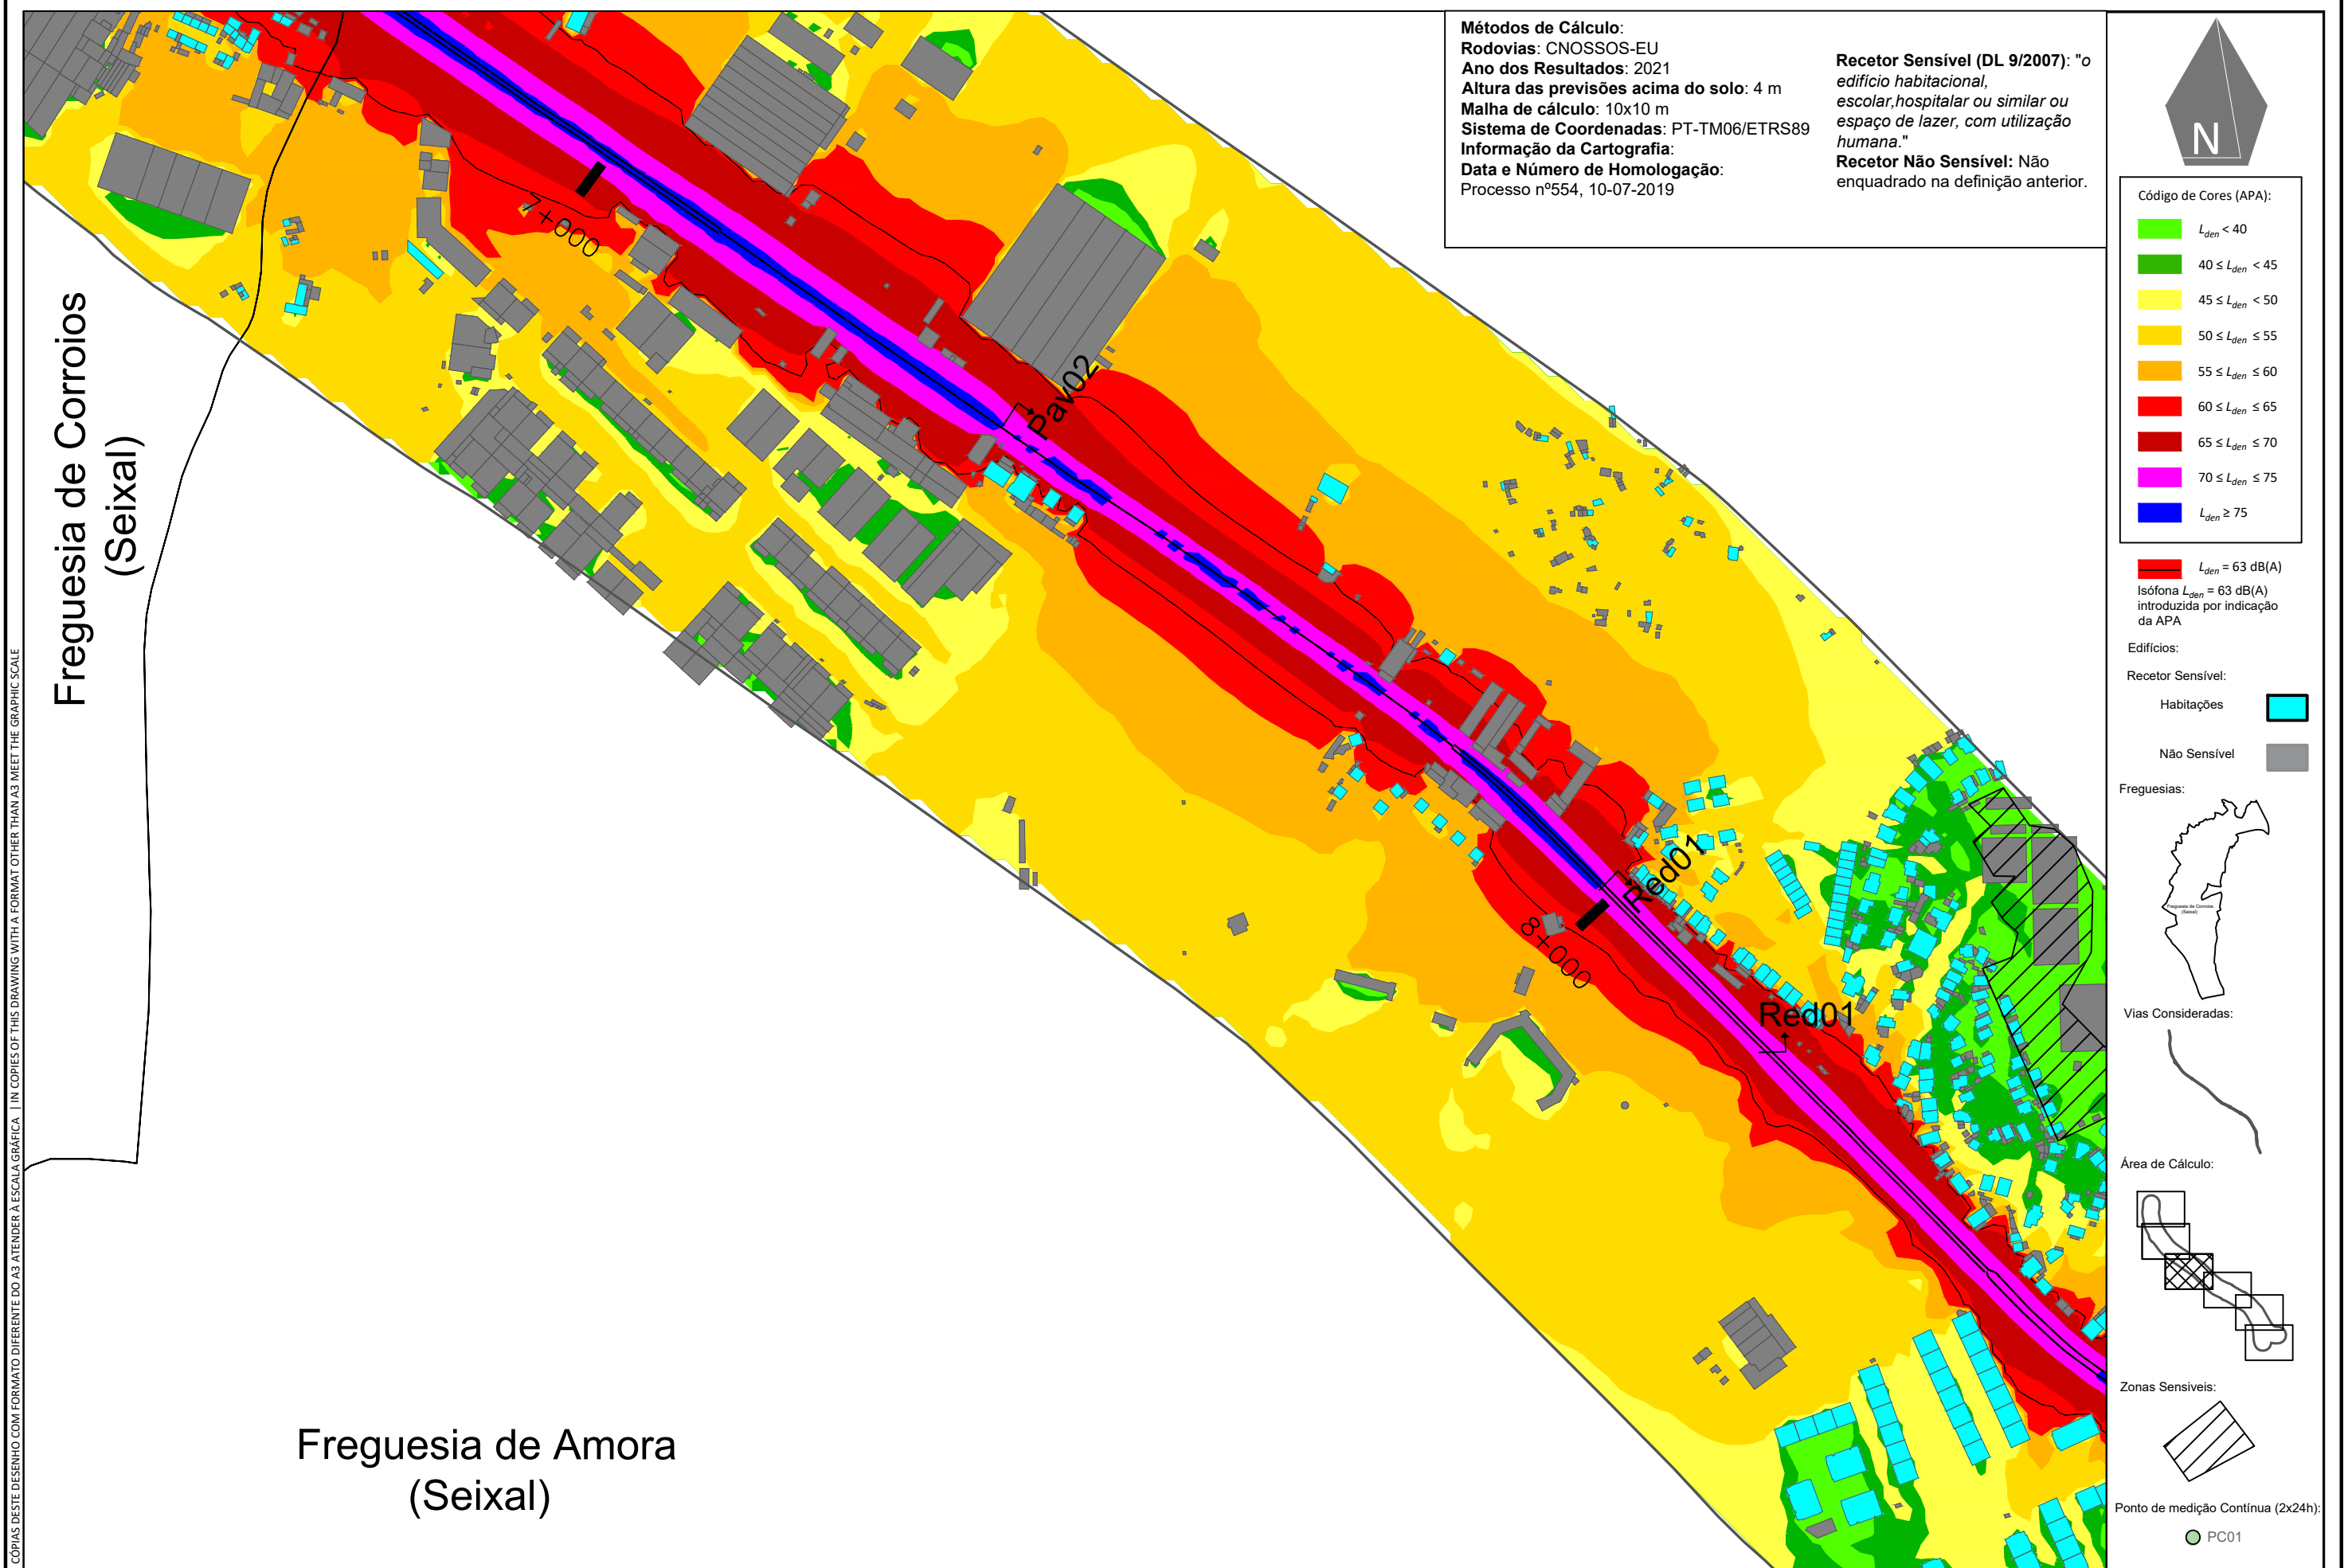 Métodos de Cálculo:
Rodovias: CNOSSOS-EU
Ano dos Resultados: 2021
Altura das previsões acima do solo: 4 m
Malha de cálculo: 10x10 m
Sistema de Coordenadas: PT-TM06/ETRS89
Informação da Cartografia:
Data e Número de Homologação:
Processo nº554, 10-07-2019
Recetor Sensível (DL 9/2007): "o
edifício habitacional,
escolar,hospitalar ou similar ou
espaço de lazer, com utilização
humana."
Recetor Não Sensível: Não
enquadrado na definição anterior.
N
Código de Cores (APA):
Lden < 40
40 ≤ Lden < 45
45 ≤ Lden < 50
50 ≤ Lden ≤ 55
55 ≤ Lden ≤ 60
60 ≤ Lden ≤ 65
65 ≤ Lden ≤ 70
70 ≤ Lden ≤ 75
Lden ≥ 75
Lden = 63 dB(A)
Isófona Lden = 63 dB(A)
introduzida por indicação
da APA
Edifícios:
Recetor Sensível:
Habitações
Não Sensível
Freguesias:
Freguesia de Corroios
(Seixal)
Vias Consideradas:
Área de Cálculo:
Zonas Sensiveis:
Ponto de medição Contínua (2x24h):
PC01
7+000
Pav02
Red01
8+000
Red01
Freguesia de Corroios
(Seixal)
Freguesia de Amora
(Seixal)
CÓPIAS DESTE DESENHO COM FORMATO DIFERENTE DO A3 ATENDER À ESCALA GRÁFICA | IN COPIES OF THIS DRAWING WITH A FORMAT OTHER THAN A3 MEET THE GRAPHIC SCALE